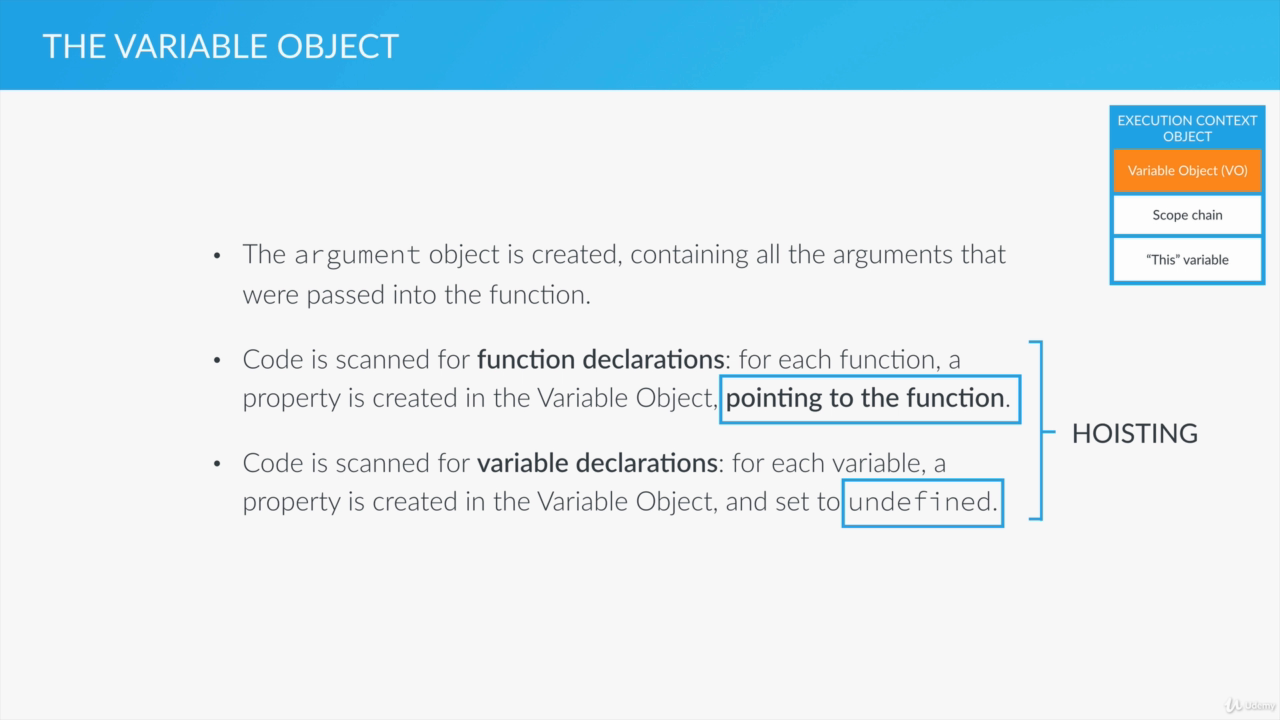 THE VARIABLE OBJECT
EXECUTION CONTEXT
OBJECT
Variable Object (VO)
Scope chain
“This” variable
• The argument object is created, containing all the arguments that
were passed into the function.
• Code is scanned for function declarations: for each function, a
property is created in the Variable Object, pointing to the function.
• Code is scanned for variable declarations: for each variable, a
property is created in the Variable Object, and set to undefined.
HOISTING
Udemy